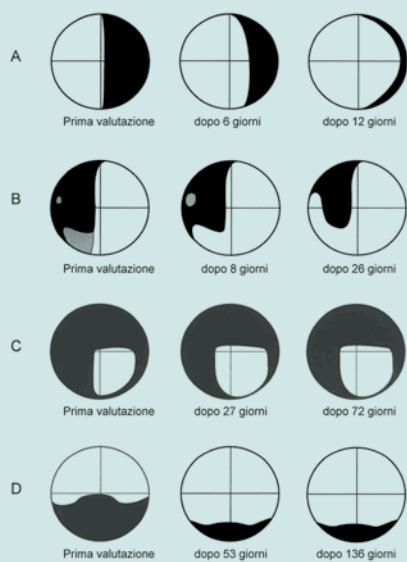 A
Prima valutazione dopo 6 giorni dopo 12 giorni
B
Prima valutazione dopo 8 giorni dopo 26 giorni
C
Prima valutazione dopo 27 giorni dopo 72 giorni
D
Prima valutazione dopo 53 giorni dopo 136 giorni